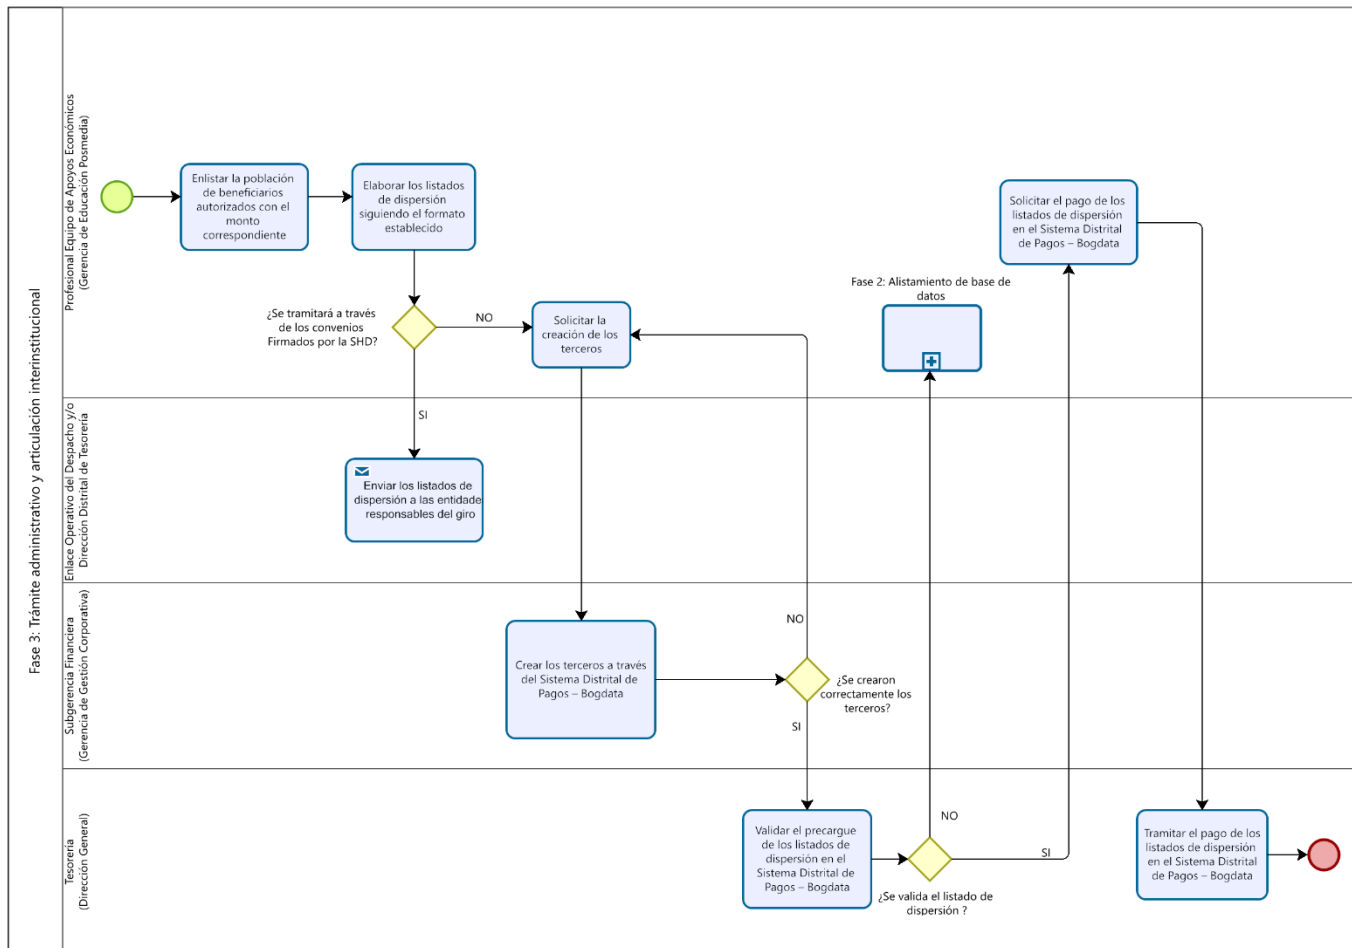 Fase 3: Trámite administrativo y articulación interinstitucional
Profesional Equipo de Apoyos Económicos
(Gerencia de Educación Posmedia)
Enlistar la población
de beneficiarios
autorizados con el
monto
correspondiente
Elaborar los listados
de dispersión
siguiendo el formato
establecido
¿Se tramitará a través
de los convenios
Firmados por la SHD?
NO
SI
Solicitar la
creación de los
terceros
Fase 2: Alistamiento de base de
datos
Solicitar el pago de los
listados de dispersión
en el Sistema Distrital
de Pagos – Bogdata
Enlace Operativo del Despacho y/o
Dirección Distrital de Tesorería
Enviar los listados de
dispersión a las entidade
responsables del giro
Subgerencia Financiera
(Gerencia de Gestión Corporativa)
Crear los terceros a través
del Sistema Distrital de
Pagos – Bogdata
NO
¿Se crearon
correctamente los
terceros?
SI
Tesorería
(Dirección General)
Validar el precargue
de los listados de
dispersión en el
Sistema Distrital de
Pagos – Bogdata
NO
SI
¿Se valida el listado de
dispersión ?
Tramitar el pago de los
listados de dispersión
en el Sistema Distrital
de Pagos – Bogdata